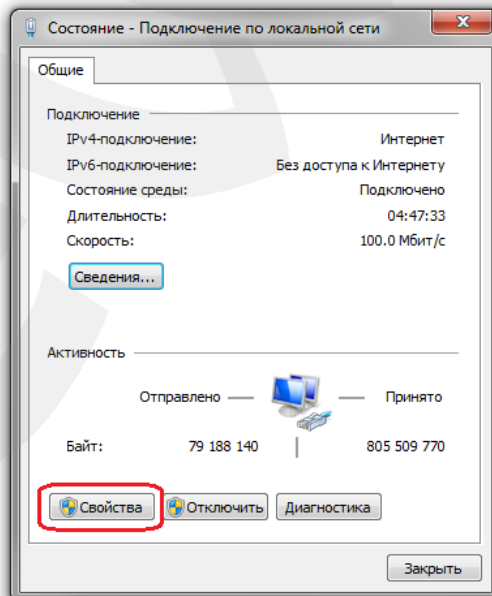 Состояние - Подключение по локальной сети
Общие
Подключение
IPv4-подключение: Интернет
IPv6-подключение: Без доступа к Интернету
Состояние среды: Подключено
Длительность: 04:47:33
Скорость: 100.0 Мбит/с
Сведения...
Активность
Отправлено Принято
Байт: 79 188 140 805 509 770
Свойства Отключить Диагностика
Закрыть